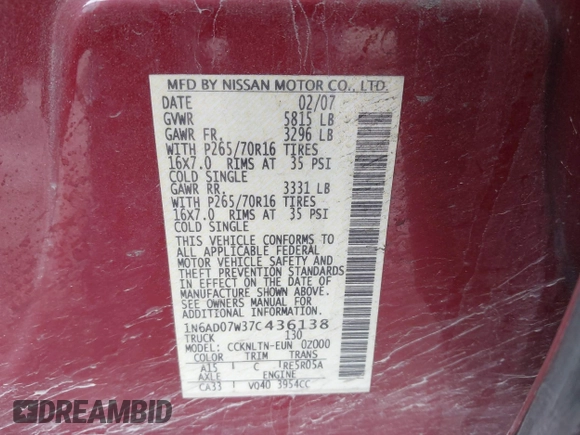 MFD BY NISSAN MOTOR CO., LTD.
DATE 02/07
GVWR 5815 LB
GAWR FR. 3296 LB
WITH P265/70R16 TIRES
16X7.0 RIMS AT 35 PSI
COLD SINGLE
GAWR RR. 3331 LB
WITH P265/70R16 TIRES
16X7.0 RIMS AT 35 PSI
COLD SINGLE
THIS VEHICLE CONFORMS TO
ALL APPLICABLE FEDERAL
MOTOR VEHICLE SAFETY AND
THEFT PREVENTION STANDARDS
IN EFFECT ON THE DATE OF
MANUFACTURE SHOWN ABOVE.
SEE OWNERS MANUAL FOR
ADDITIONAL INFORMATION
1N6AD07W37C436138
TRUCK 130
MODEL: CCKNLTN-EUN 0Z000
COLOR TRIM TRANS
A15 C RE5R05A
AXLE ENGINE
CA33 VQ40 3954CC
DREAMBID